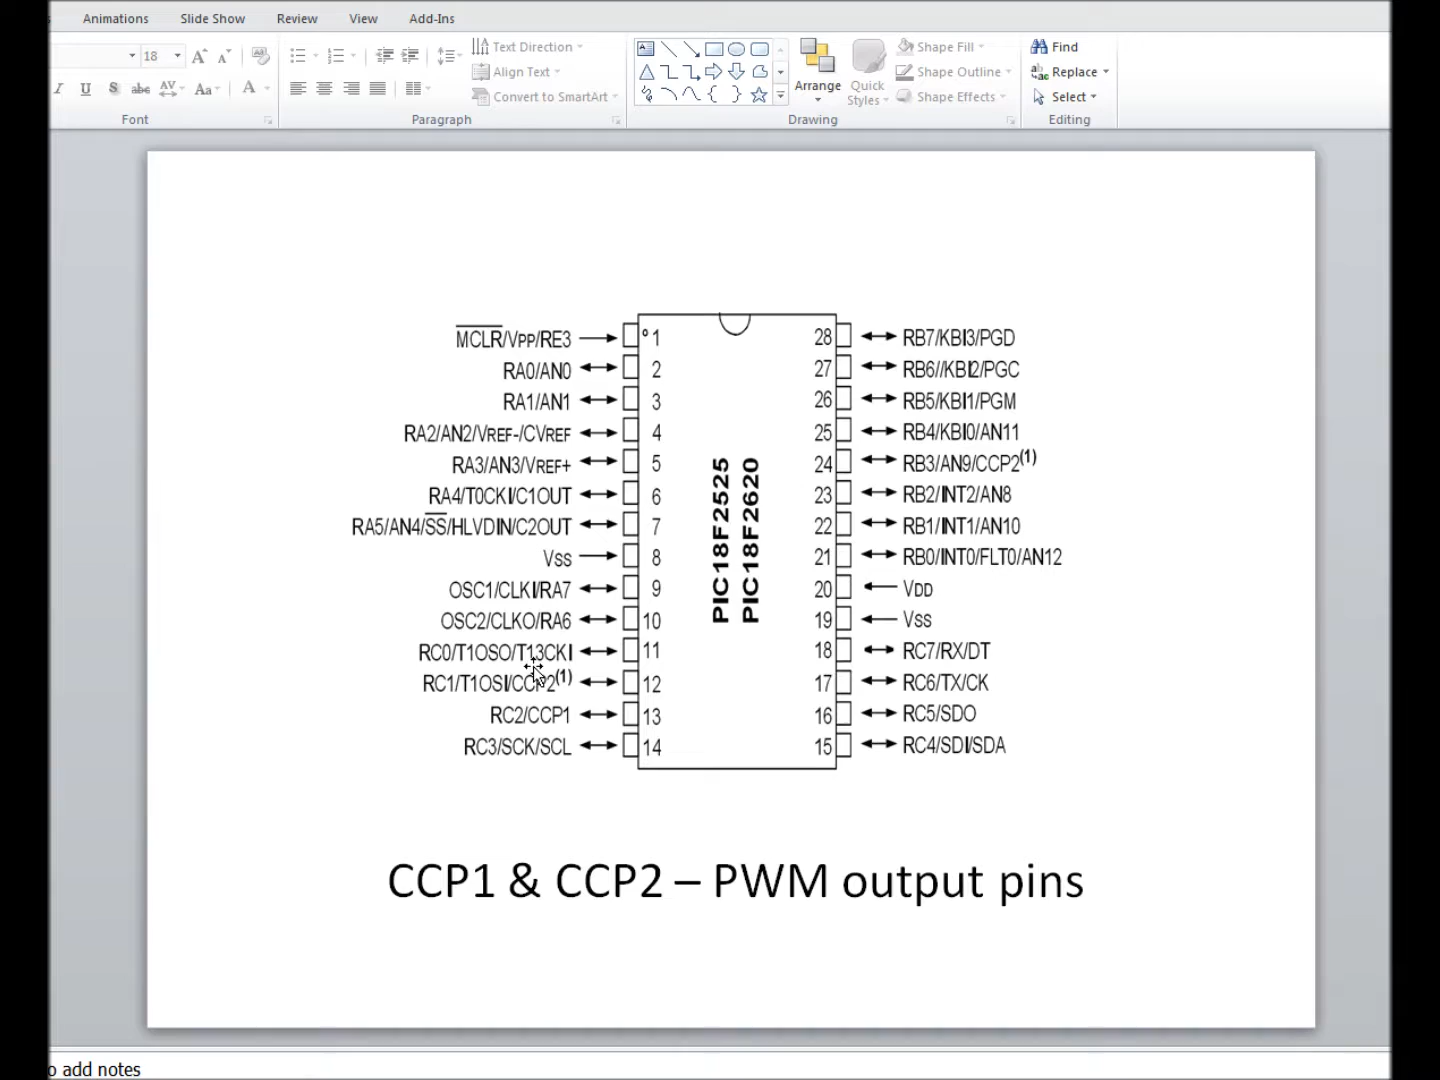 Animations Slide Show Review View Add-Ins
18 Text Direction Shape Fill Find
Align Text Shape Outline Replace
U S abc AV Aa A Convert to SmartArt Arrange Quick Styles Shape Effects Select
Font Paragraph Drawing Editing
MCLR/VPP/RE3 1 28 RB7/KBI3/PGD
RA0/AN0 2 27 RB6//KBI2/PGC
RA1/AN1 3 26 RB5/KBI1/PGM
RA2/AN2/VREF-/CVREF 4 25 RB4/KBI0/AN11
RA3/AN3/VREF+ 5 24 RB3/AN9/CCP2(1)
RA4/T0CKI/C1OUT 6 23 RB2/INT2/AN8
RA5/AN4/SS/HLVDIN/C2OUT 7 22 RB1/INT1/AN10
VSS 8 21 RB0/INT0/FLT0/AN12
OSC1/CLKI/RA7 9 20 VDD
OSC2/CLKO/RA6 10 19 VSS
RC0/T1OSO/T13CKI 11 18 RC7/RX/DT
RC1/T1OSI/CCP2(1) 12 17 RC6/TX/CK
RC2/CCP1 13 16 RC5/SDO
RC3/SCK/SCL 14 15 RC4/SDI/SDA
PIC18F2525
PIC18F2620
CCP1 & CCP2 – PWM output pins
o add notes